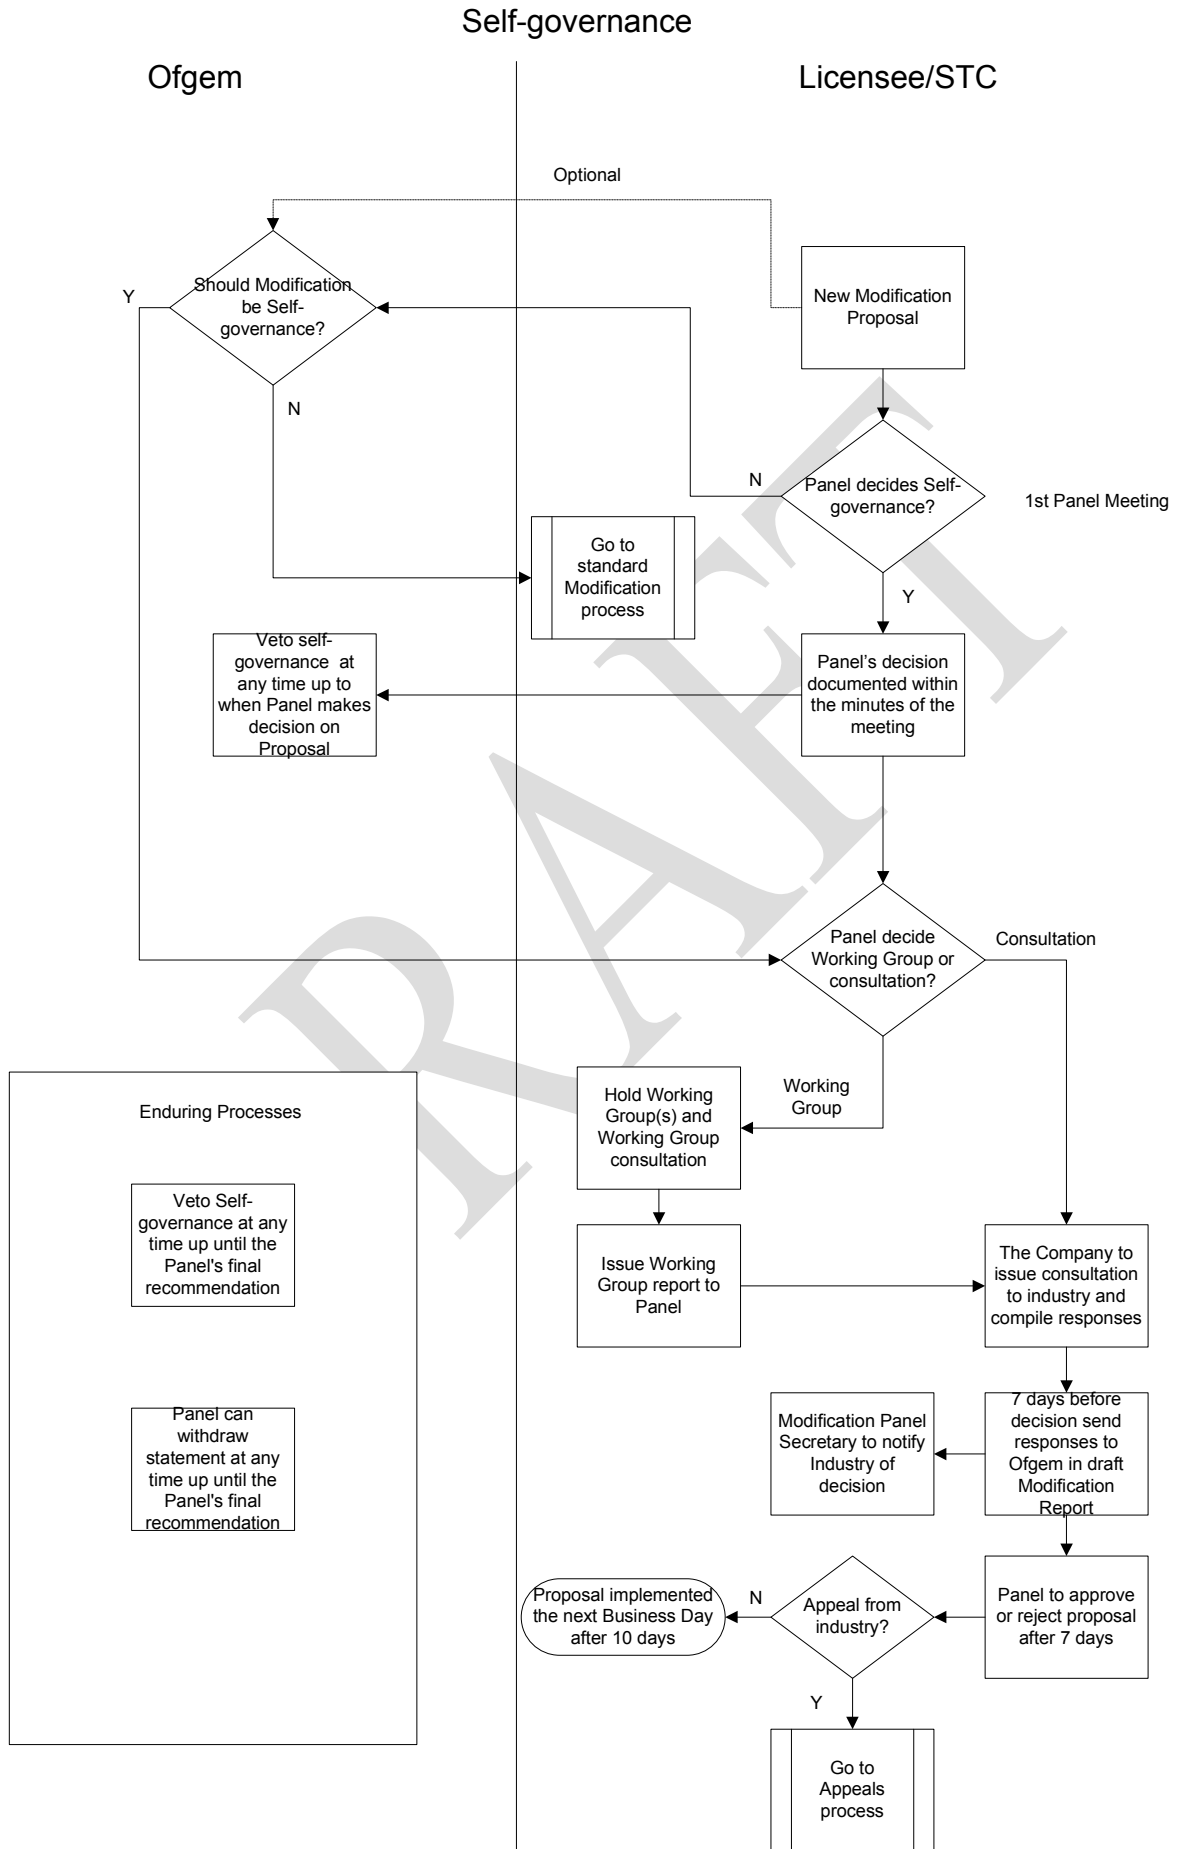 Self-governance
Ofgem
Licensee/STC
Optional
Should Modification
be Self-
governance?
Y
N
New Modification
Proposal
Panel decides Self-
governance?
N
1st Panel Meeting
Y
Go to
standard
Modification
process
Veto self-
governance at
any time up to
when Panel makes
decision on
Proposal
Panel's decision
documented within
the minutes of the
meeting
Panel decide
Working Group or
consultation?
Consultation
Working
Group
Hold Working
Group(s) and
Working Group
consultation
Issue Working
Group report to
Panel
The Company to
issue consultation
to industry and
compile responses
Enduring Processes
Veto Self-
governance at any
time up until the
Panel's final
recommendation
Panel can
withdraw
statement at any
time up until the
Panel's final
recommendation
Modification Panel
Secretary to notify
Industry of
decision
7 days before
decision send
responses to
Ofgem in draft
Modification
Report
Proposal implemented
the next Business Day
after 10 days
N
Appeal from
industry?
Panel to approve
or reject proposal
after 7 days
Y
Go to
Appeals
process
RAFT